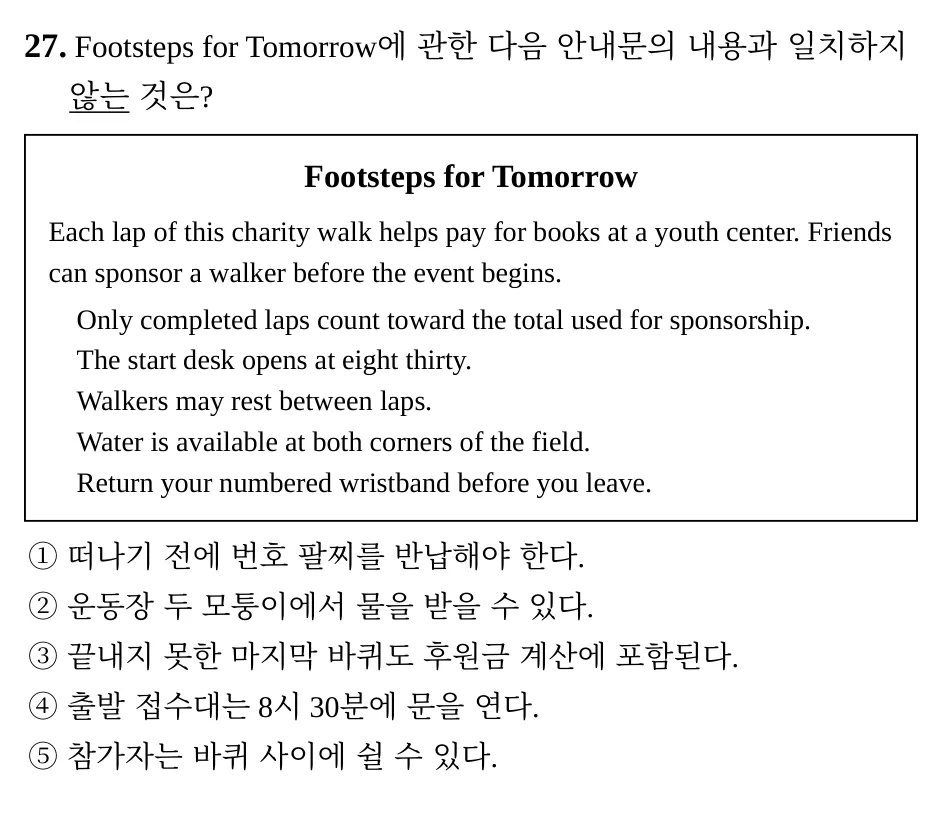 27. Footsteps for Tomorrow에 관한 다음 안내문의 내용과 일치하지
않는 것은?
Footsteps for Tomorrow
Each lap of this charity walk helps pay for books at a youth center. Friends
can sponsor a walker before the event begins.
Only completed laps count toward the total used for sponsorship.
The start desk opens at eight thirty.
Walkers may rest between laps.
Water is available at both corners of the field.
Return your numbered wristband before you leave.
① 떠나기 전에 번호 팔찌를 반납해야 한다.
② 운동장 두 모퉁이에서 물을 받을 수 있다.
③ 끝내지 못한 마지막 바퀴도 후원금 계산에 포함된다.
④ 출발 접수대는 8시 30분에 문을 연다.
⑤ 참가자는 바퀴 사이에 쉴 수 있다.